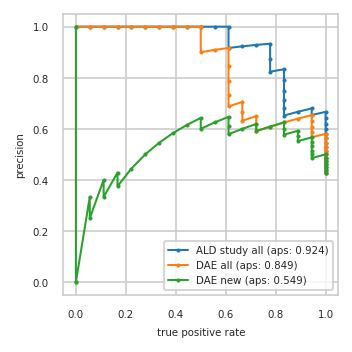 1.0
0.8
0.6
0.4
0.2
0.0
precision
ALD study all (aps: 0.924)
DAE all (aps: 0.849)
DAE new (aps: 0.549)
0.0 0.2 0.4 0.6 0.8 1.0
true positive rate